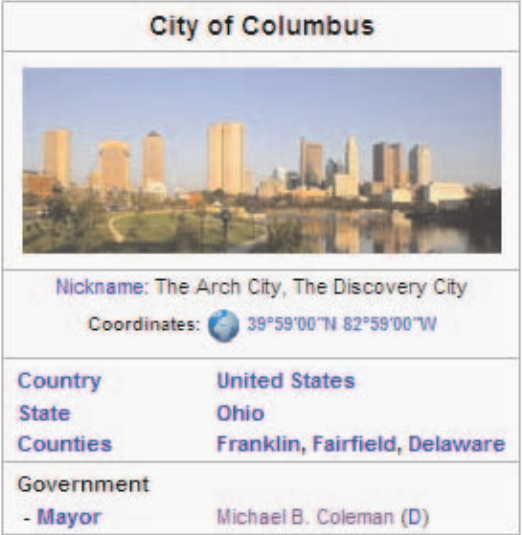 City of Columbus
Nickname: The Arch City, The Discovery City
Coordinates: 39°59'00"N 82°59'00"W
Country United States
State Ohio
Counties Franklin, Fairfield, Delaware
Government
- Mayor Michael B. Coleman (D)